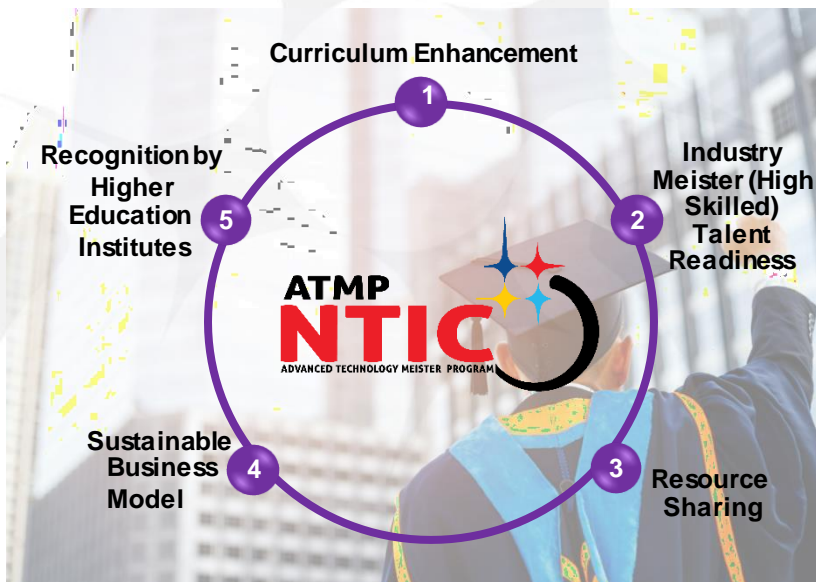 Curriculum Enhancement
1
Industry
Meister (High
Skilled)
Talent
Readiness
2
Resource
Sharing
3
Sustainable
Business
Model
4
Recognition by
Higher
Education
Institutes
5
ATMP
NTIC
ADVANCED TECHNOLOGY MEISTER PROGRAM